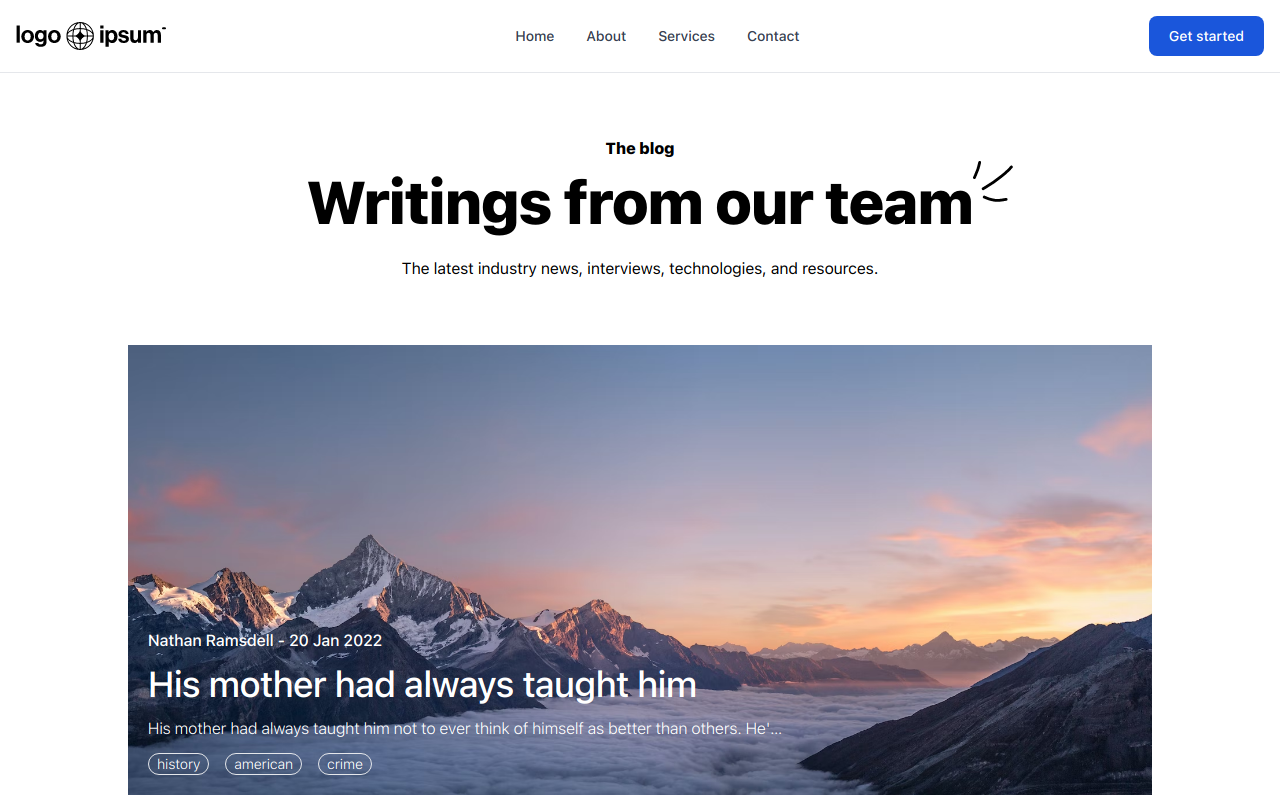 logo ipsum
Home About Services Contact
Get started
The blog
Writings from our team
The latest industry news, interviews, technologies, and resources.
Nathan Ramsdell - 20 Jan 2022
His mother had always taught him
His mother had always taught him not to ever think of himself as better than others. He'...
history american crime